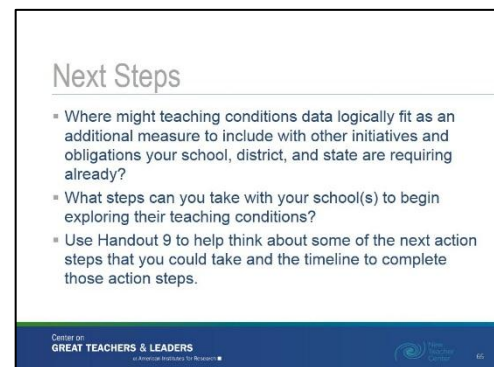 Next Steps
▪ Where might teaching conditions data logically fit as an
additional measure to include with other initiatives and
obligations your school, district, and state are requiring
already?
▪ What steps can you take with your school(s) to begin
exploring their teaching conditions?
▪ Use Handout 9 to help think about some of the next action
steps that you could take and the timeline to complete
those action steps.
Center on
GREAT TEACHERS & LEADERS
at American Institutes for Research ■
New
Teacher
Center
65